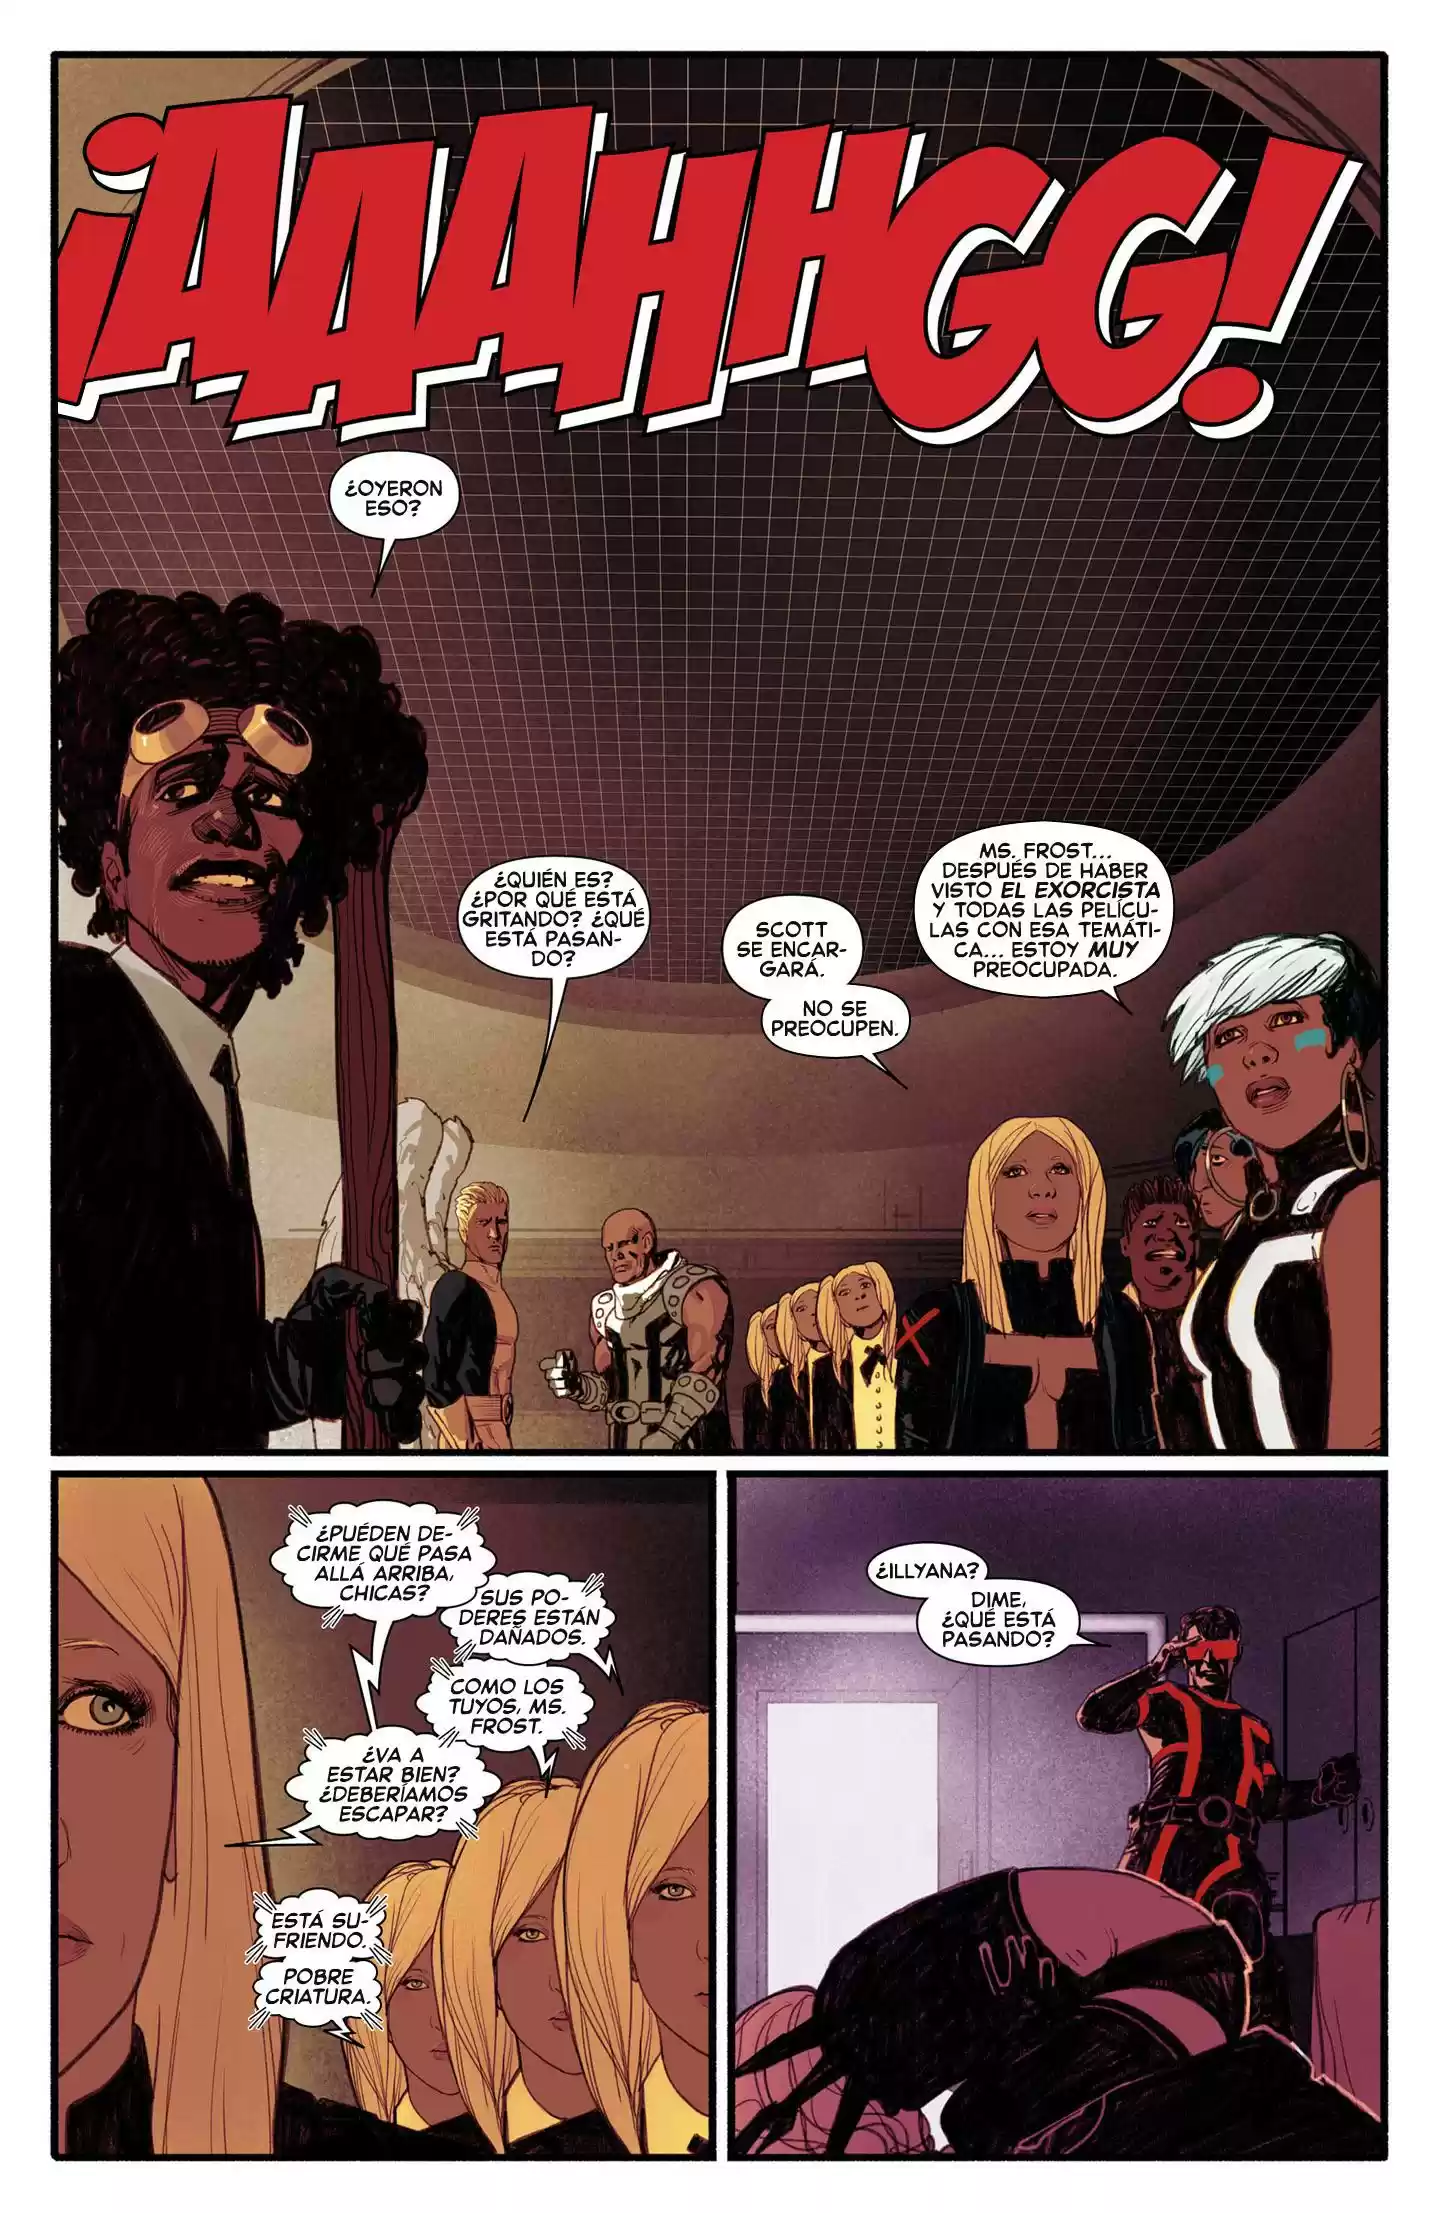 ¡AAAHHGG!
¿OYERON
ESO?
¿QUIÉN ES?
¿POR QUÉ ESTÁ
GRITANDO? ¿QUÉ
ESTÁ PASAN-
DO?
SCOTT
SE ENCAR-
GARÁ.
NO SE
PREOCUPEN.
MS. FROST...
DESPUÉS DE HABER
VISTO EL EXORCISTA
Y TODAS LAS PELÍCU-
LAS CON ESA TEMÁTI-
CA... ESTOY MUY
PREOCUPADA.
¿PUÉDEN DE-
CIRME QUÉ PASA
ALLÁ ARRIBA,
CHICAS?
SUS PO-
DERES ESTÁN
DAÑADOS.
COMO LOS
TUYOS, MS.
FROST.
¿VA A
ESTAR BIEN?
¿DEBERÍAMOS
ESCAPAR?
ESTÁ SU-
FRIENDO.
POBRE
CRIATURA.
¿ILLYANA?
DIME,
¿QUÉ ESTÁ
PASANDO?